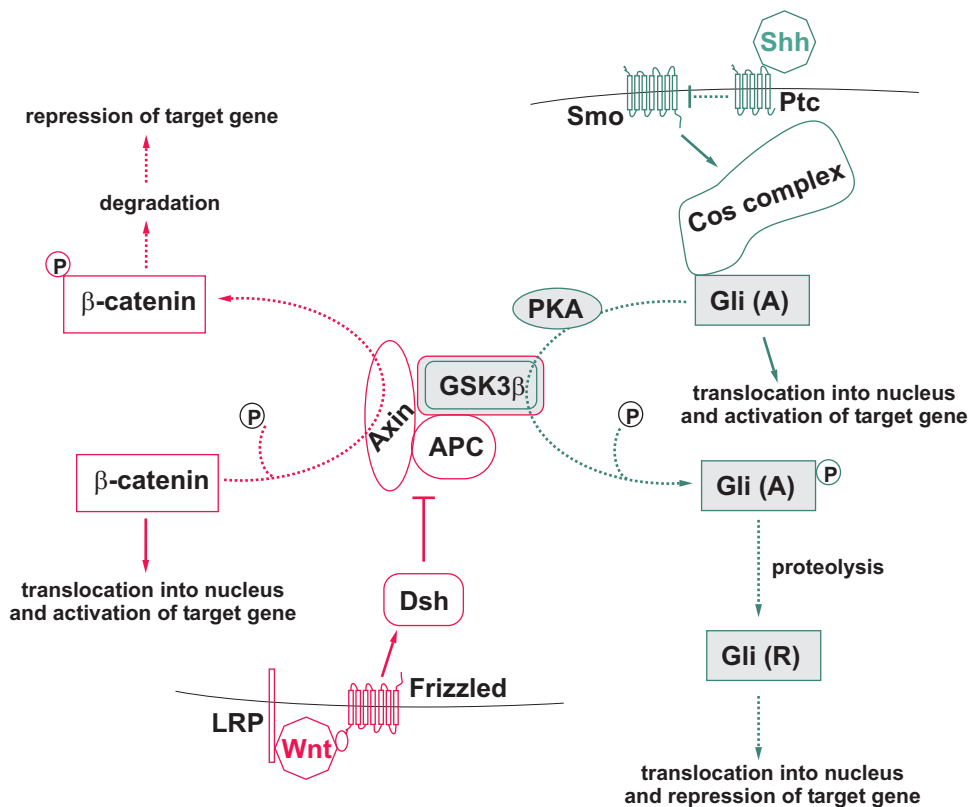 Shh
Smo
Ptc
repression of target gene
degradation
Cos complex
P
β-catenin
PKA
Gli (A)
GSK3β
translocation into nucleus
and activation of target gene
Axin
P
APC
P
β-catenin
Gli (A)
P
translocation into nucleus
and activation of target gene
proteolysis
Dsh
Gli (R)
Frizzled
LRP
Wnt
translocation into nucleus
and repression of target gene